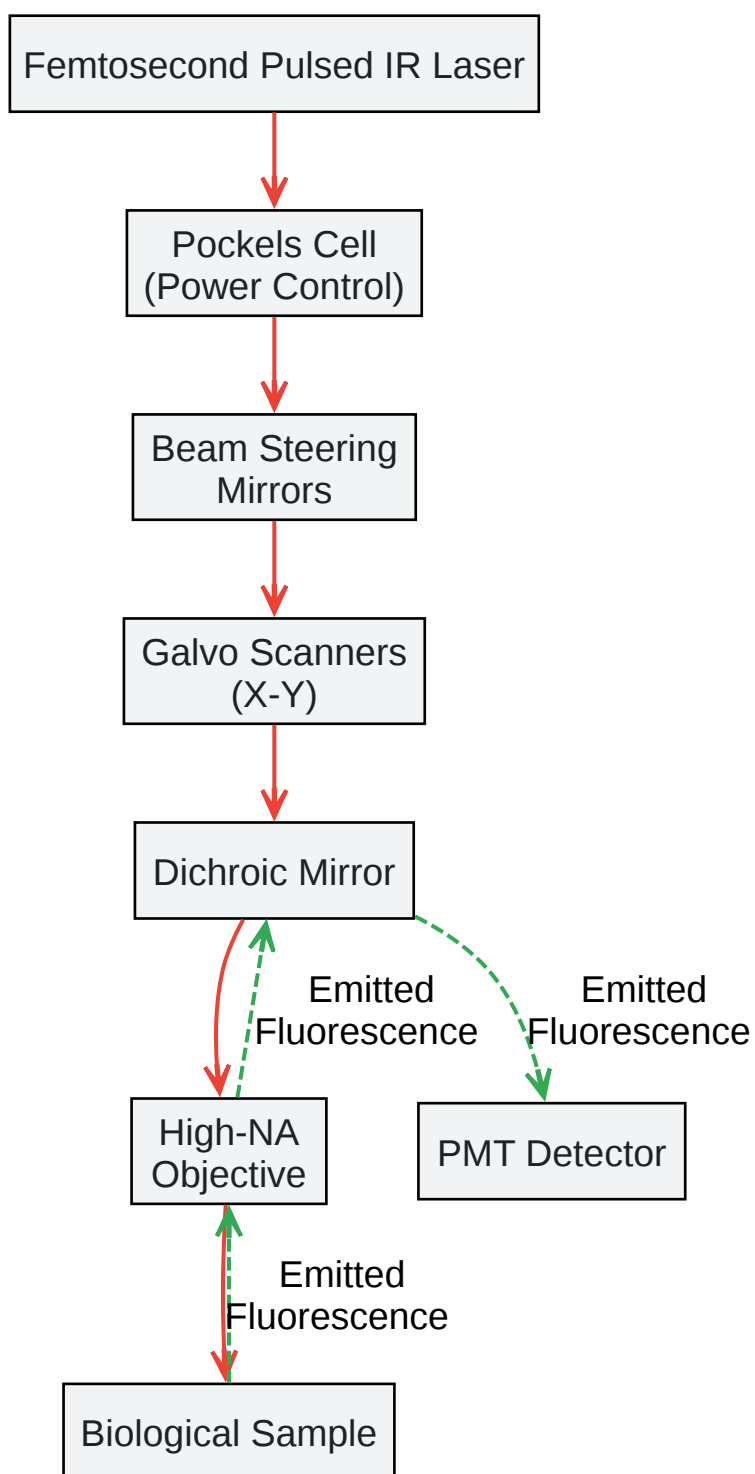 Femtosecond Pulsed IR Laser
Pockels Cell
(Power Control)
Beam Steering
Mirrors
Galvo Scanners
(X-Y)
Dichroic Mirror
Emitted
Fluorescence
Emitted
Fluorescence
High-NA
Objective
PMT Detector
Emitted
Fluorescence
Biological Sample